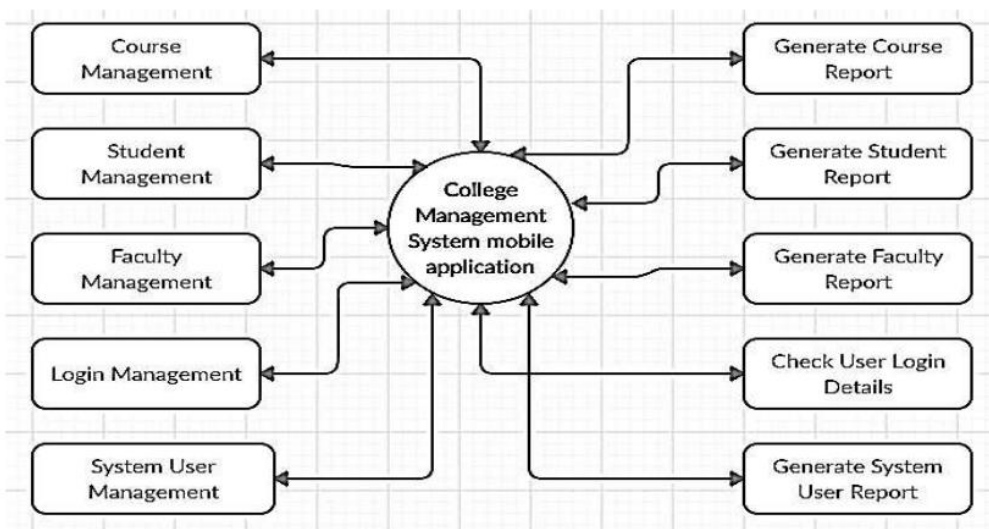 Course
Management
Student
Management
Faculty
Management
Login Management
System User
Management
College
Management
System mobile
application
Generate Course
Report
Generate Student
Report
Generate Faculty
Report
Check User Login
Details
Generate System
User Report